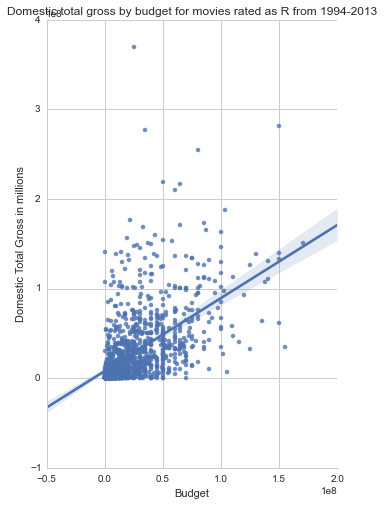 Domestic total gross by budget for movies rated as R from 1994-2013
1e8
4
3
2
1
0
−1
Domestic Total Gross in millions
−0.5
0.0
0.5
1.0
1.5
2.0
1e8
Budget